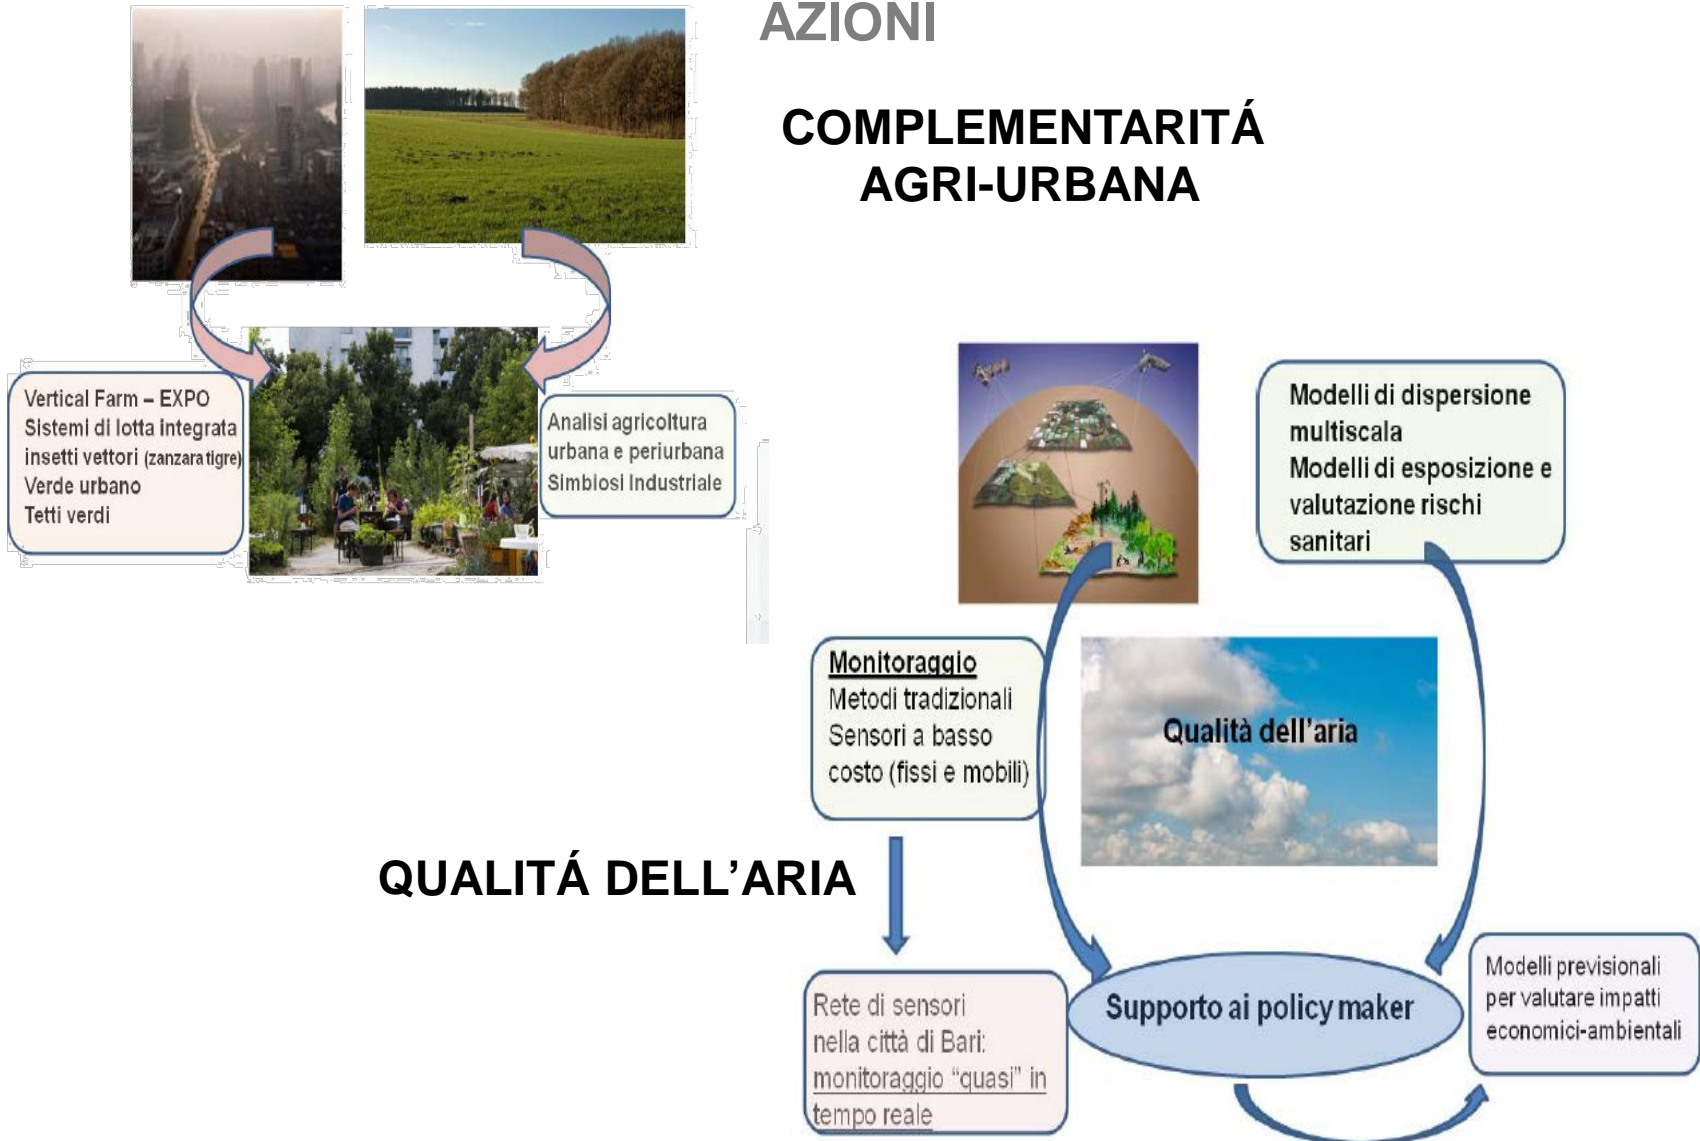 AZIONI
COMPLEMENTARITÁ
AGRI-URBANA
Vertical Farm – EXPO
Sistemi di lotta integrata
insetti vettori (zanzara tigre)
Verde urbano
Tetti verdi
Analisi agricoltura
urbana e periurbana
Simbiosi Industriale
Modelli di dispersione
multiscala
Modelli di esposizione e
valutazione rischi
sanitari
Monitoraggio
Metodi tradizionali
Sensori a basso
costo (fissi e mobili)
Qualità dell’aria
QUALITÁ DELL’ARIA
Rete di sensori
nella città di Bari:
monitoraggio “quasi” in
tempo reale
Supporto ai policy maker
Modelli previsionali
per valutare impatti
economici-ambientali